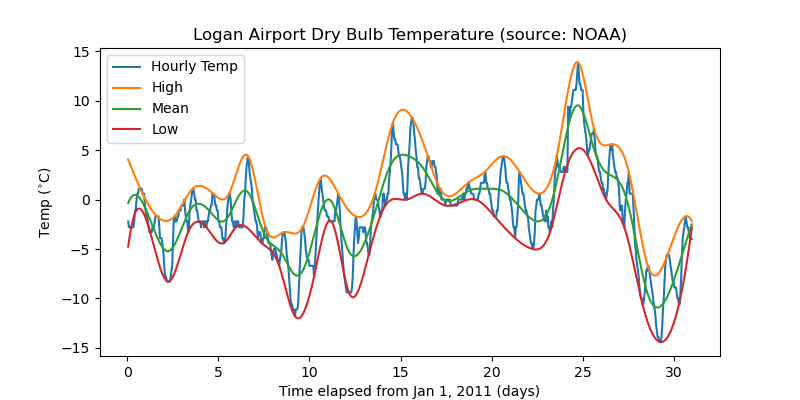 Logan Airport Dry Bulb Temperature (source: NOAA)
Hourly Temp
High
Mean
Low
Temp (°C)
15
10
5
0
−5
−10
−15
0 5 10 15 20 25 30
Time elapsed from Jan 1, 2011 (days)